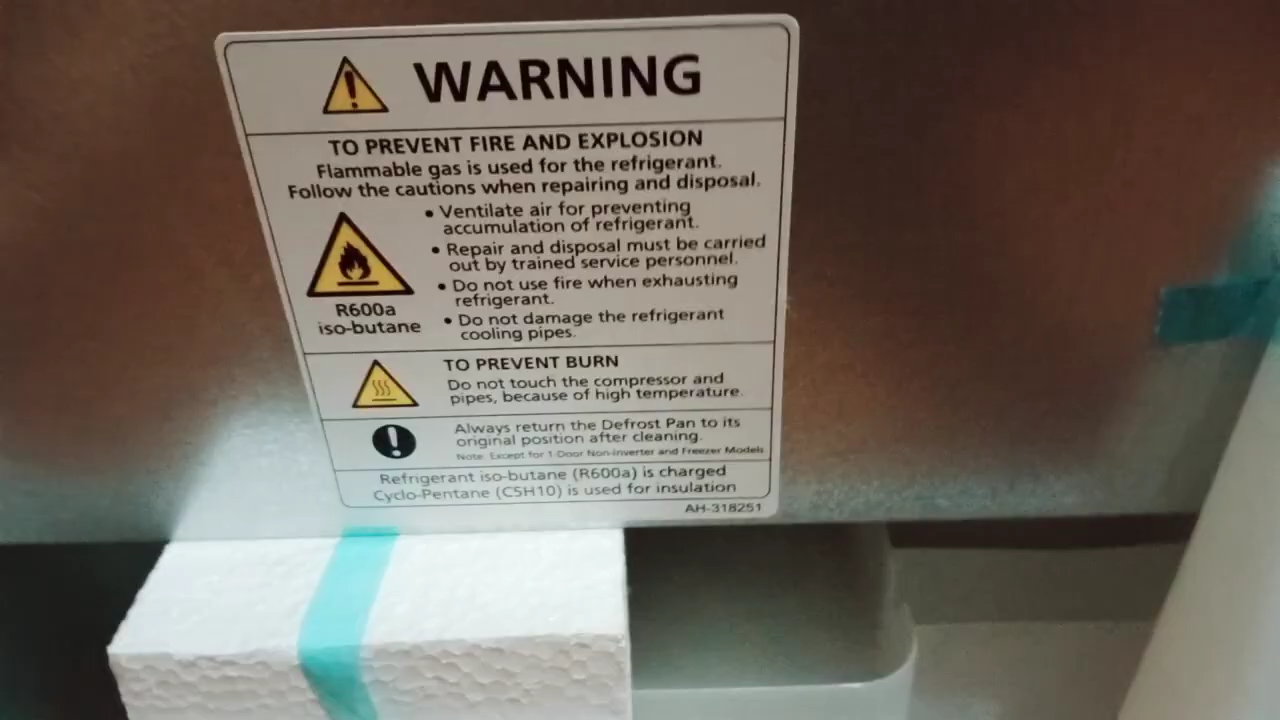 WARNING
TO PREVENT FIRE AND EXPLOSION
Flammable gas is used for the refrigerant.
Follow the cautions when repairing and disposal.
• Ventilate air for preventing
accumulation of refrigerant.
• Repair and disposal must be carried
out by trained service personnel.
• Do not use fire when exhausting
refrigerant.
• Do not damage the refrigerant
cooling pipes.
R600a
iso-butane
TO PREVENT BURN
Do not touch the compressor and
pipes, because of high temperature.
Always return the Defrost Pan to its
original position after cleaning.
Note: Except for 1-Door Non-inverter and Freezer Models
Refrigerant iso-butane (R600a) is charged
Cyclo-Pentane (C5H10) is used for insulation
AH-318251